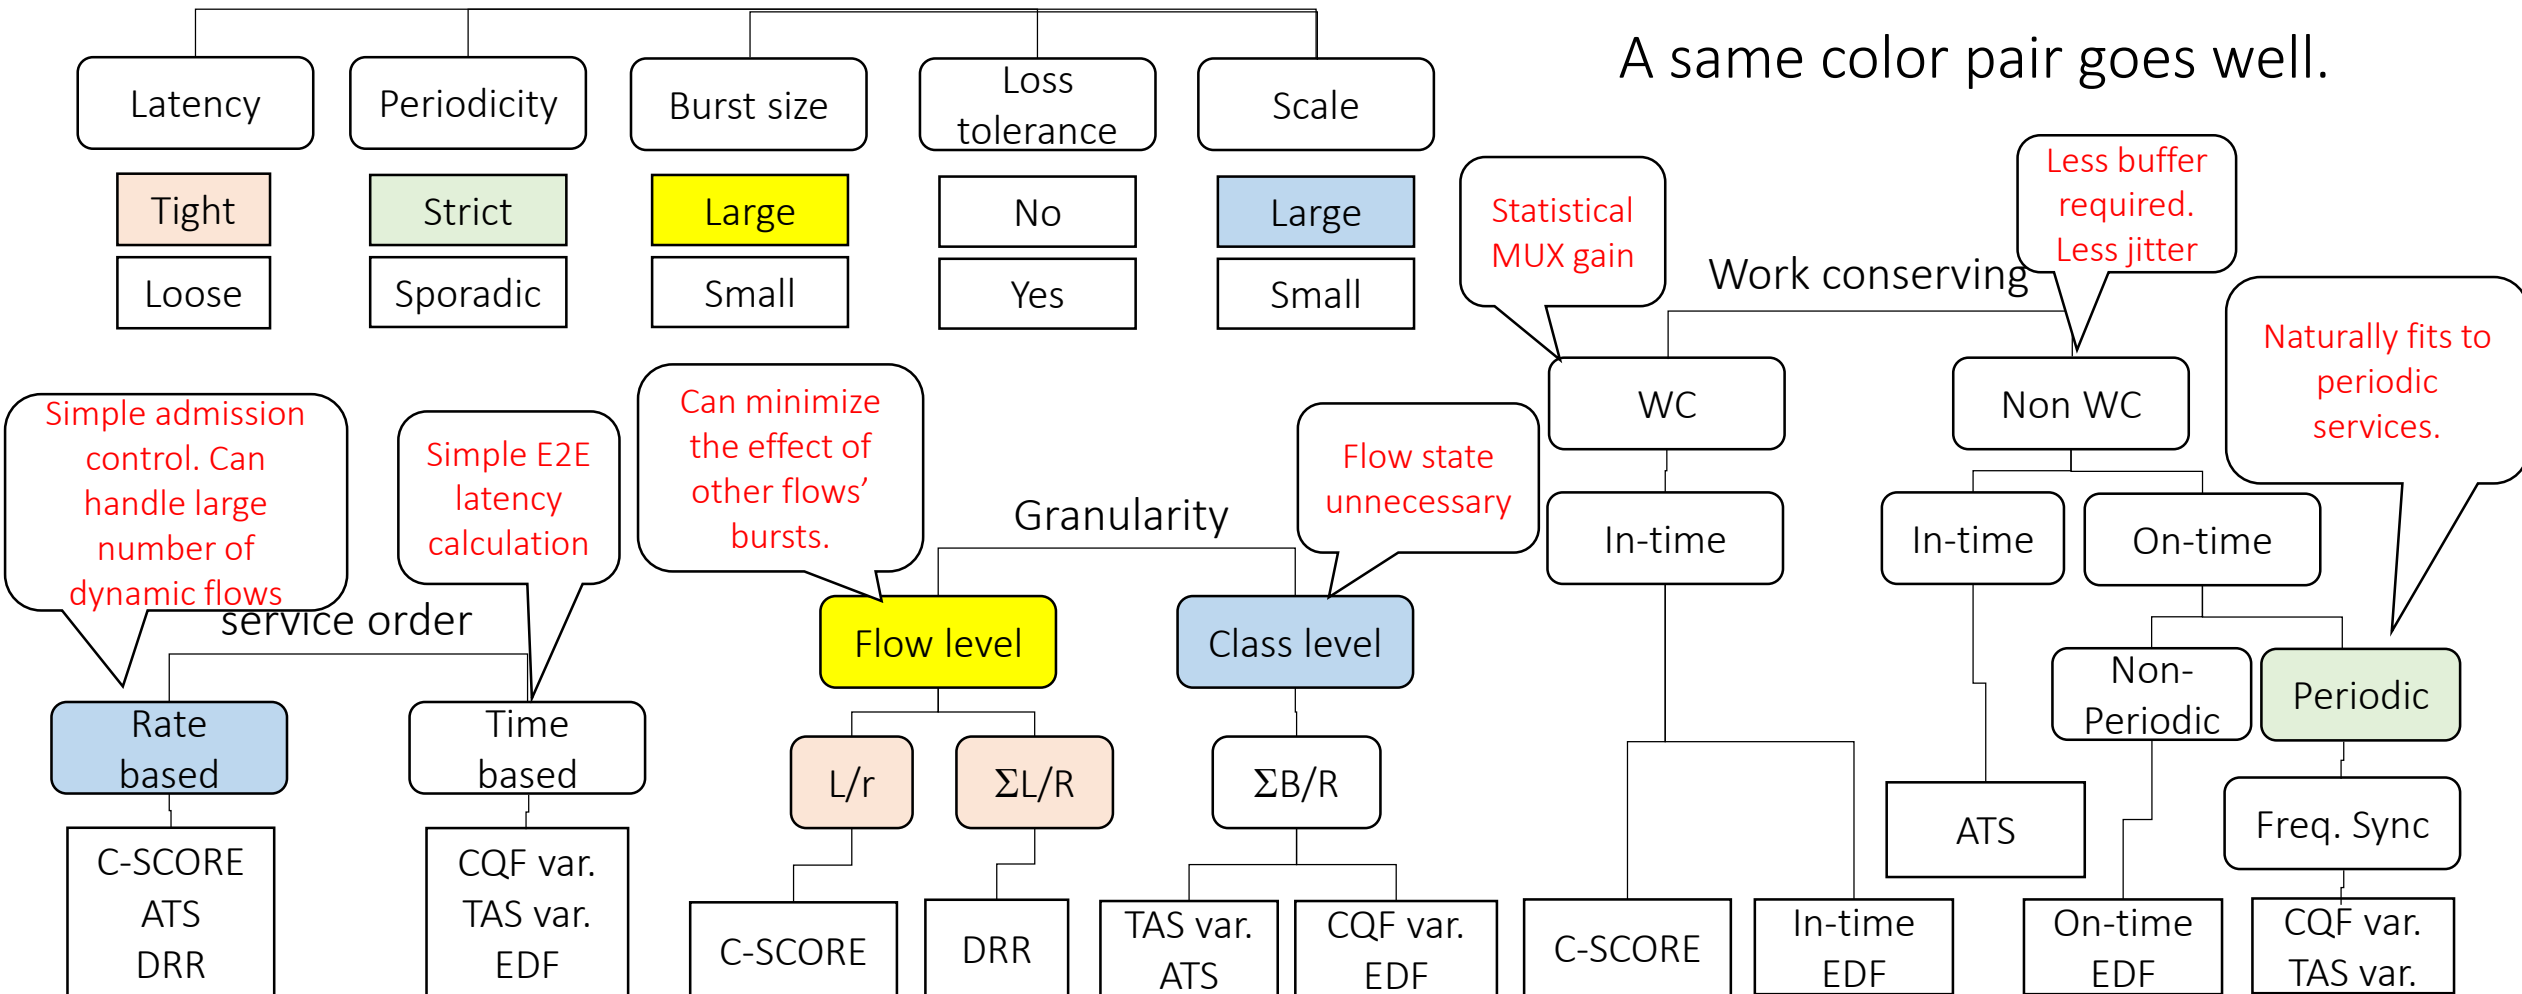 A same color pair goes well.
Latency
Periodicity
Burst size
Loss
tolerance
Scale
Tight
Strict
Large
No
Large
Loose
Sporadic
Small
Yes
Small
Statistical
MUX gain
Less buffer
required.
Less jitter
Naturally fits to
periodic
services.
Work conserving
WC
Non WC
In-time
In-time
On-time
Non-
Periodic
Periodic
ATS
Freq. Sync
C-SCORE
In-time
EDF
On-time
EDF
CQF var.
TAS var.
Simple admission
control. Can
handle large
number of
dynamic flows
Simple E2E
latency
calculation
service order
Rate
based
Time
based
C-SCORE
ATS
DRR
CQF var.
TAS var.
EDF
Can minimize
the effect of
other flows’
bursts.
Flow state
unnecessary
Granularity
Flow level
Class level
L/r
ΣL/R
ΣB/R
C-SCORE
DRR
TAS var.
ATS
CQF var.
EDF